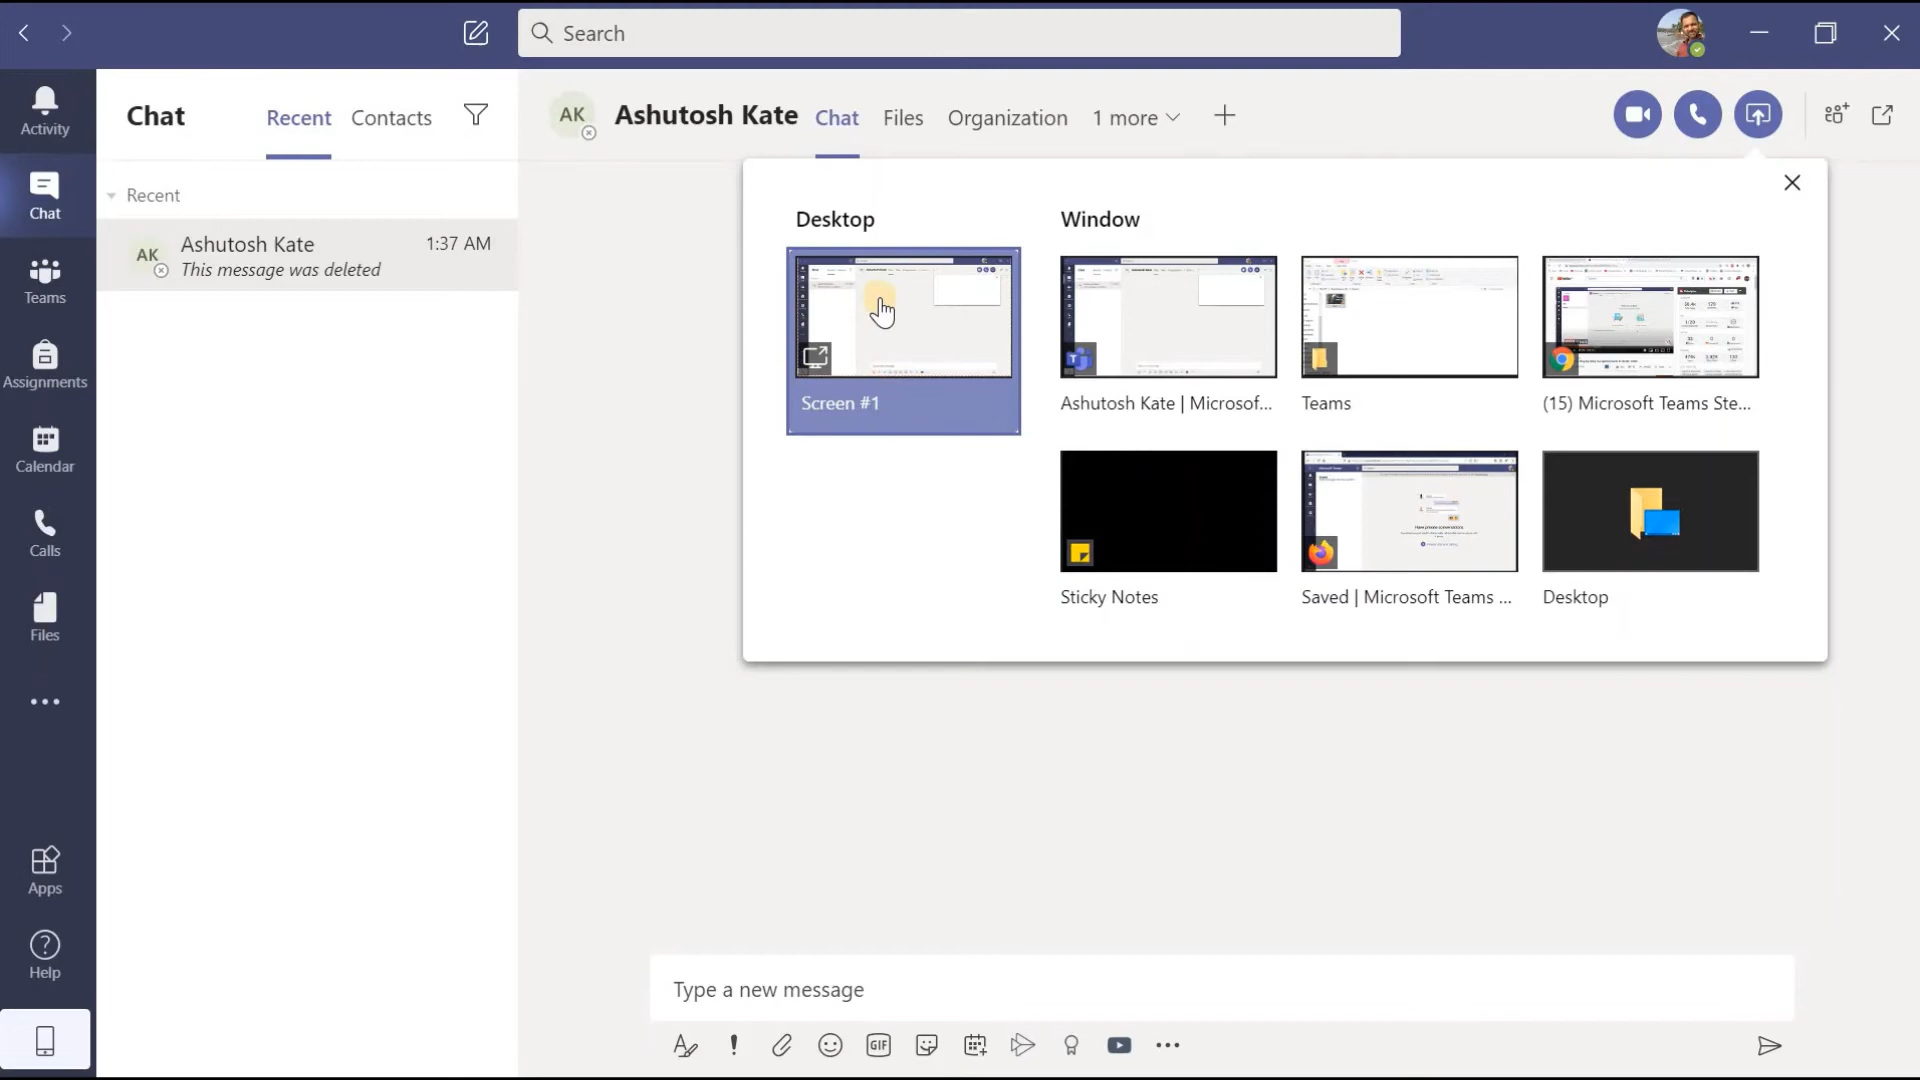 Search
Activity
Chat
Teams
Assignments
Calendar
Calls
Files
Apps
Help
Chat Recent Contacts
Recent
AK Ashutosh Kate 1:37 AM
This message was deleted
AK Ashutosh Kate Chat Files Organization 1 more
Desktop Window
Screen #1 Ashutosh Kate | Microsof... Teams (15) Microsoft Teams Ste...
Sticky Notes Saved | Microsoft Teams ... Desktop
Type a new message
GIF